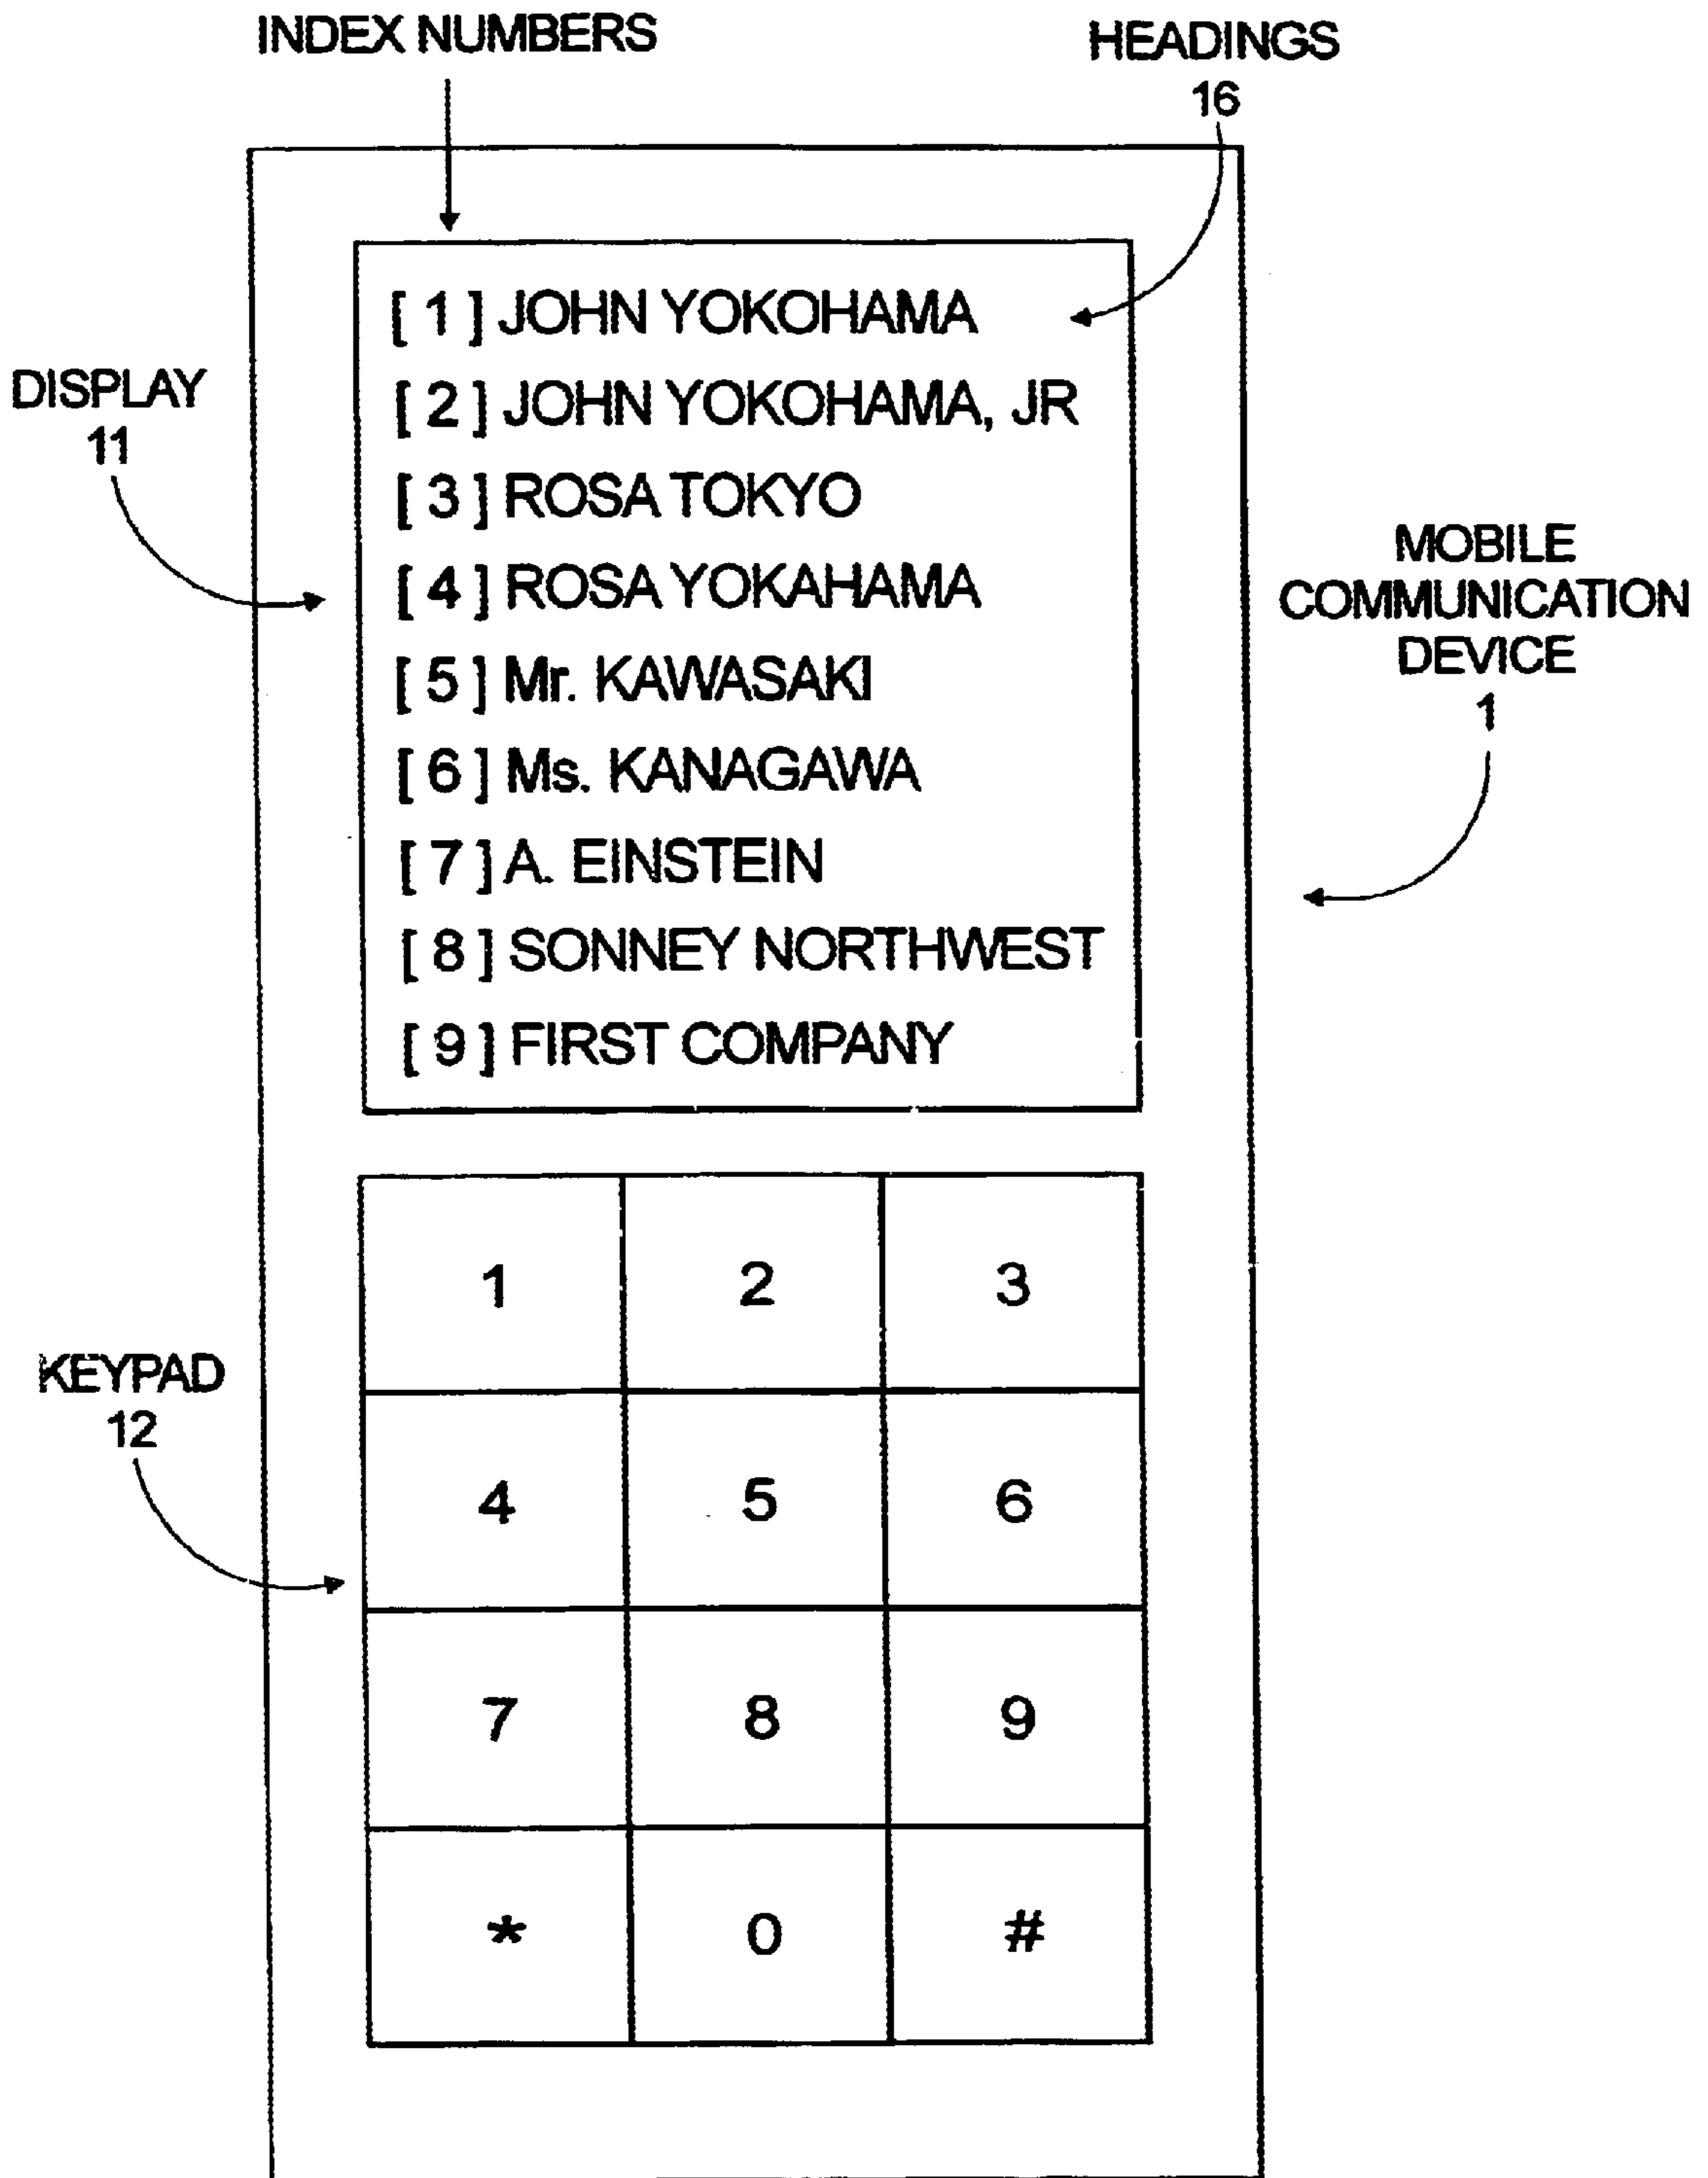 INDEX NUMBERS
HEADINGS
16
[ 1 ] JOHN YOKOHAMA
[ 2 ] JOHN YOKOHAMA, JR
[ 3 ] ROSA TOKYO
[ 4 ] ROSA YOKAHAMA
[ 5 ] Mr. KAWASAKI
[ 6 ] Ms. KANAGAWA
[ 7 ] A. EINSTEIN
[ 8 ] SONNEY NORTHWEST
[ 9 ] FIRST COMPANY
DISPLAY
11
MOBILE
COMMUNICATION
DEVICE
1
KEYPAD
12
1 2 3
4 5 6
7 8 9
* 0 #